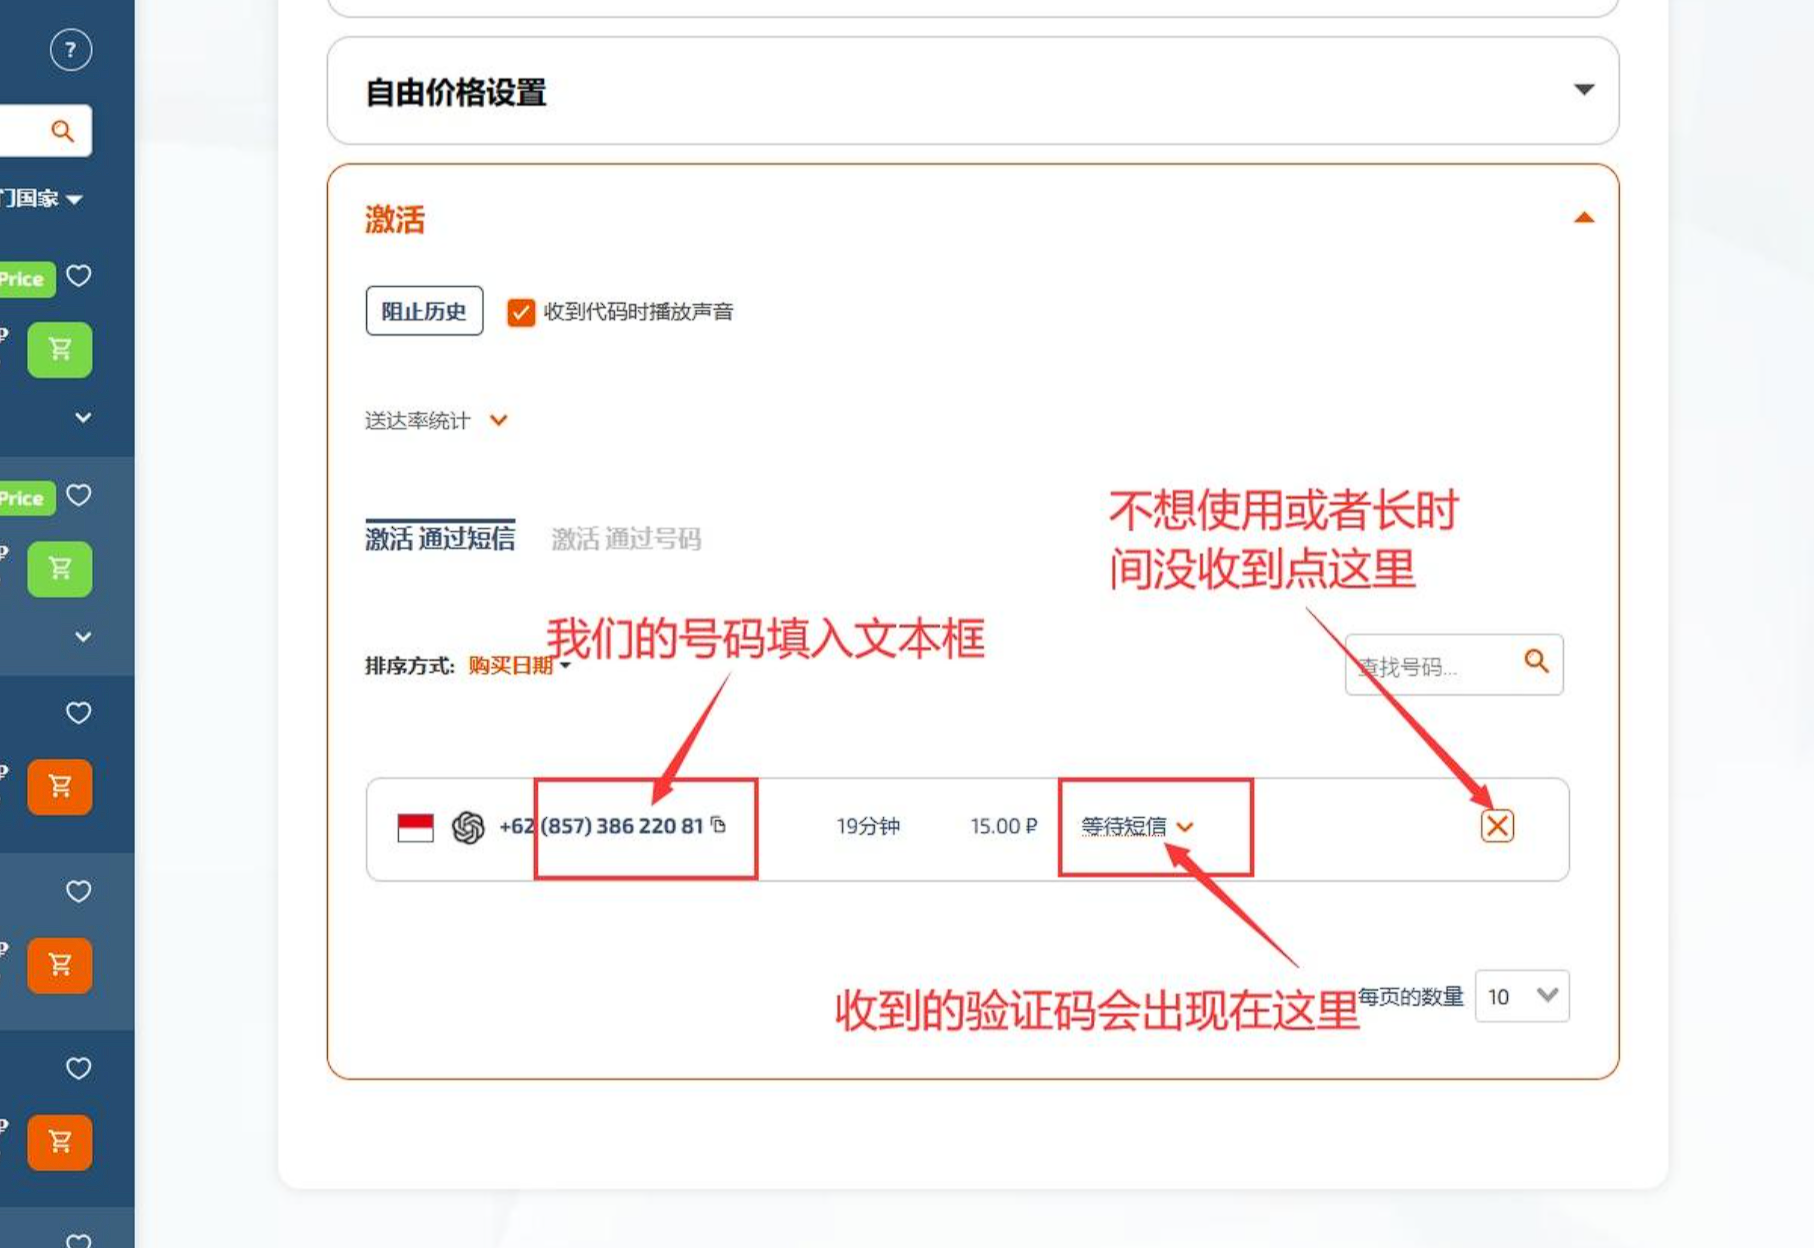 ?
自由价格设置
门国家
激活
Price
阻止历史
收到代码时播放声音
₽
送达率统计
Price
不想使用或者长时
间没收到点这里
激活 通过短信
激活 通过号码
₽
我们的号码填入文本框
排序方式: 购买日期
查找号码...
₽
+62 (857) 386 220 81
19分钟
15.00 ₽
等待短信
₽
收到的验证码会出现在这里
每页的数量
10
₽